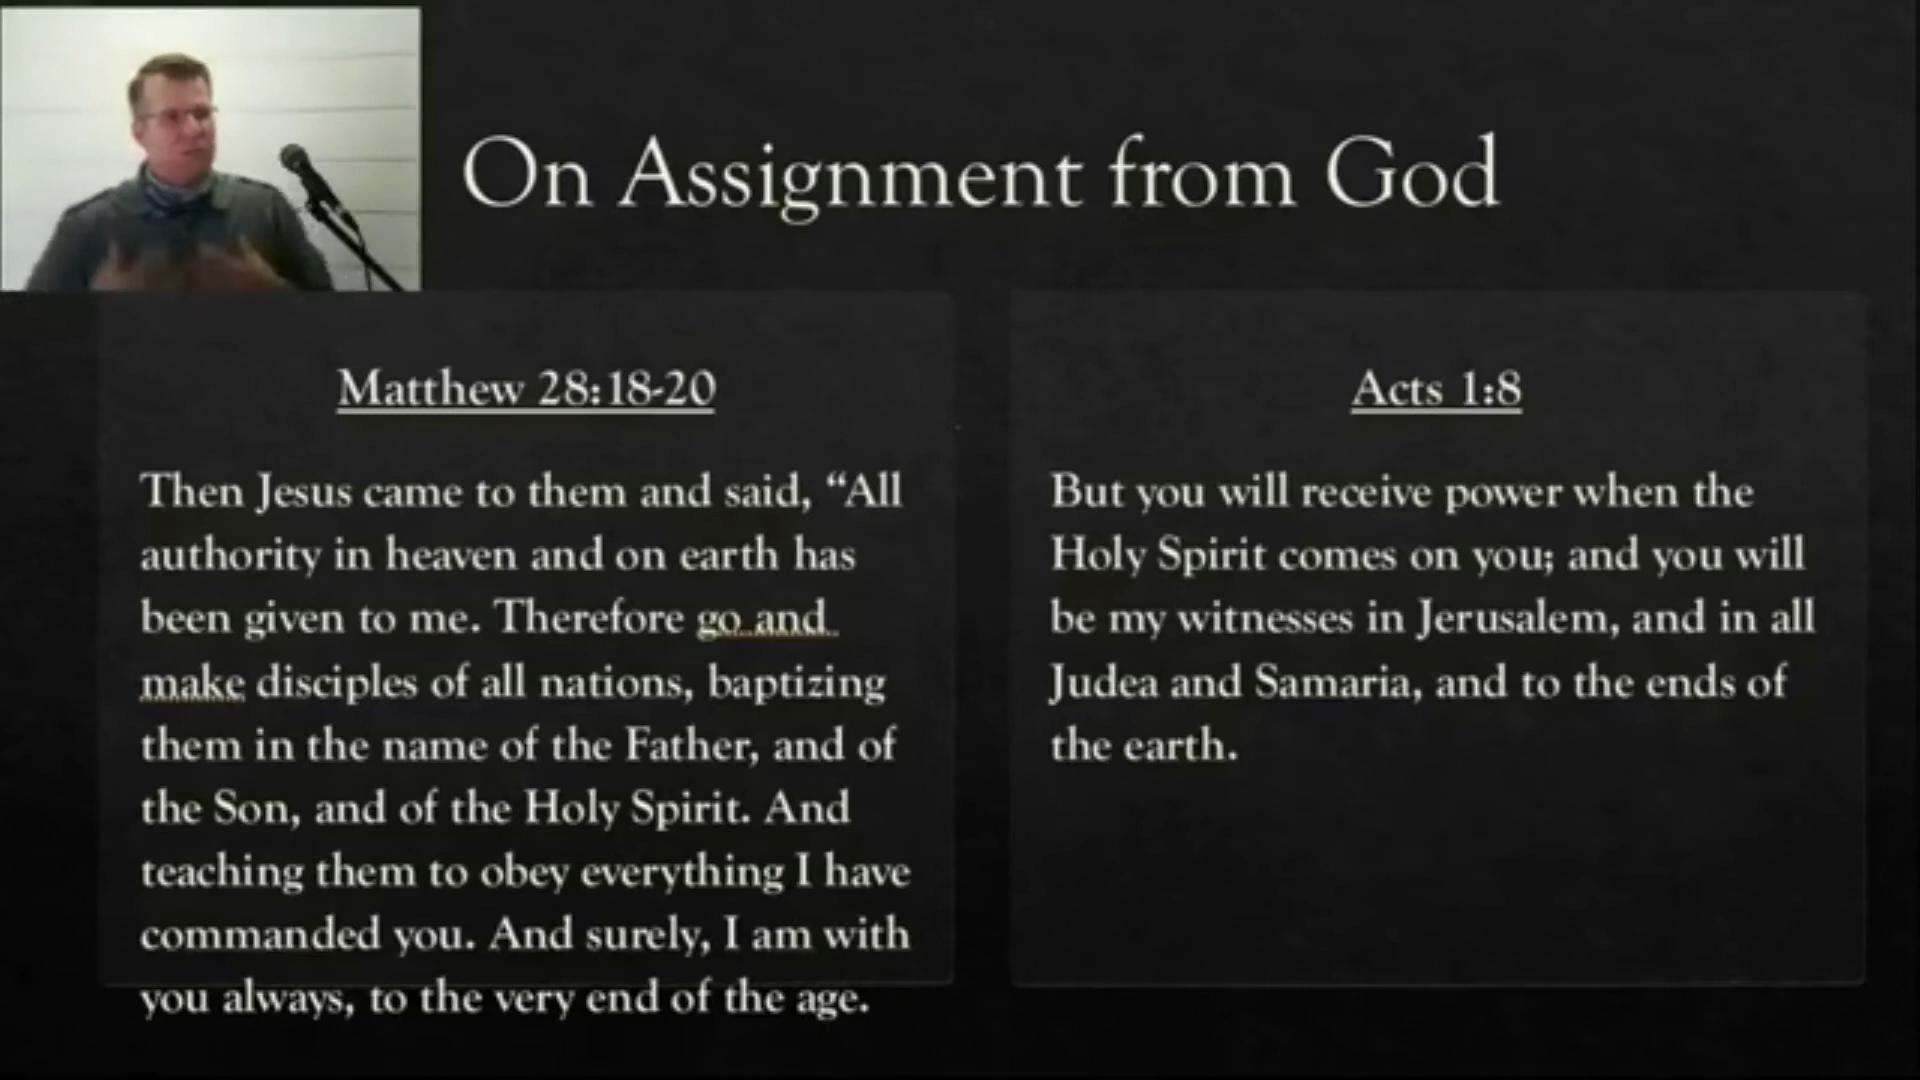 On Assignment from God
Matthew 28:18-20
Then Jesus came to them and said, “All
authority in heaven and on earth has
been given to me. Therefore go and
make disciples of all nations, baptizing
them in the name of the Father, and of
the Son, and of the Holy Spirit. And
teaching them to obey everything I have
commanded you. And surely, I am with
you always, to the very end of the age.
Acts 1:8
But you will receive power when the
Holy Spirit comes on you; and you will
be my witnesses in Jerusalem, and in all
Judea and Samaria, and to the ends of
the earth.